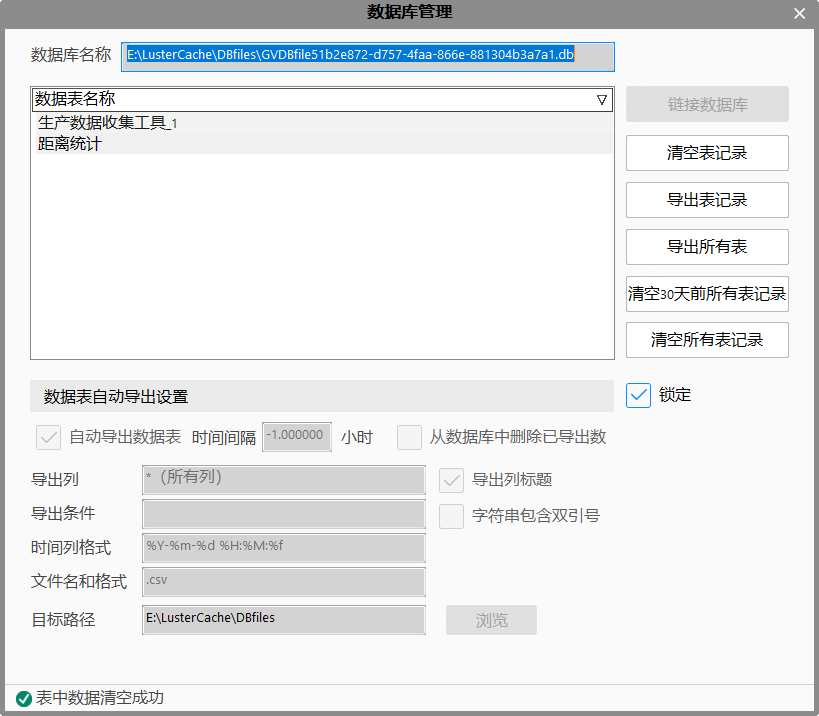 数据库管理
数据库名称 E:\LusterCache\DBfiles\GVDBfile51b2e872-d757-4faa-866e-881304b3a7a1.db
数据表名称
链接数据库
生产数据收集工具_1
距离统计
清空表记录
导出表记录
导出所有表
清空30天前所有表记录
清空所有表记录
数据表自动导出设置
锁定
自动导出数据表 时间间隔 -1.000000 小时 从数据库中删除已导出数
导出列 *（所有列） 导出列标题
导出条件 字符串包含双引号
时间列格式 %Y-%m-%d %H:%M:%f
文件名和格式 .csv
目标路径 E:\LusterCache\DBfiles 浏览
表中数据清空成功